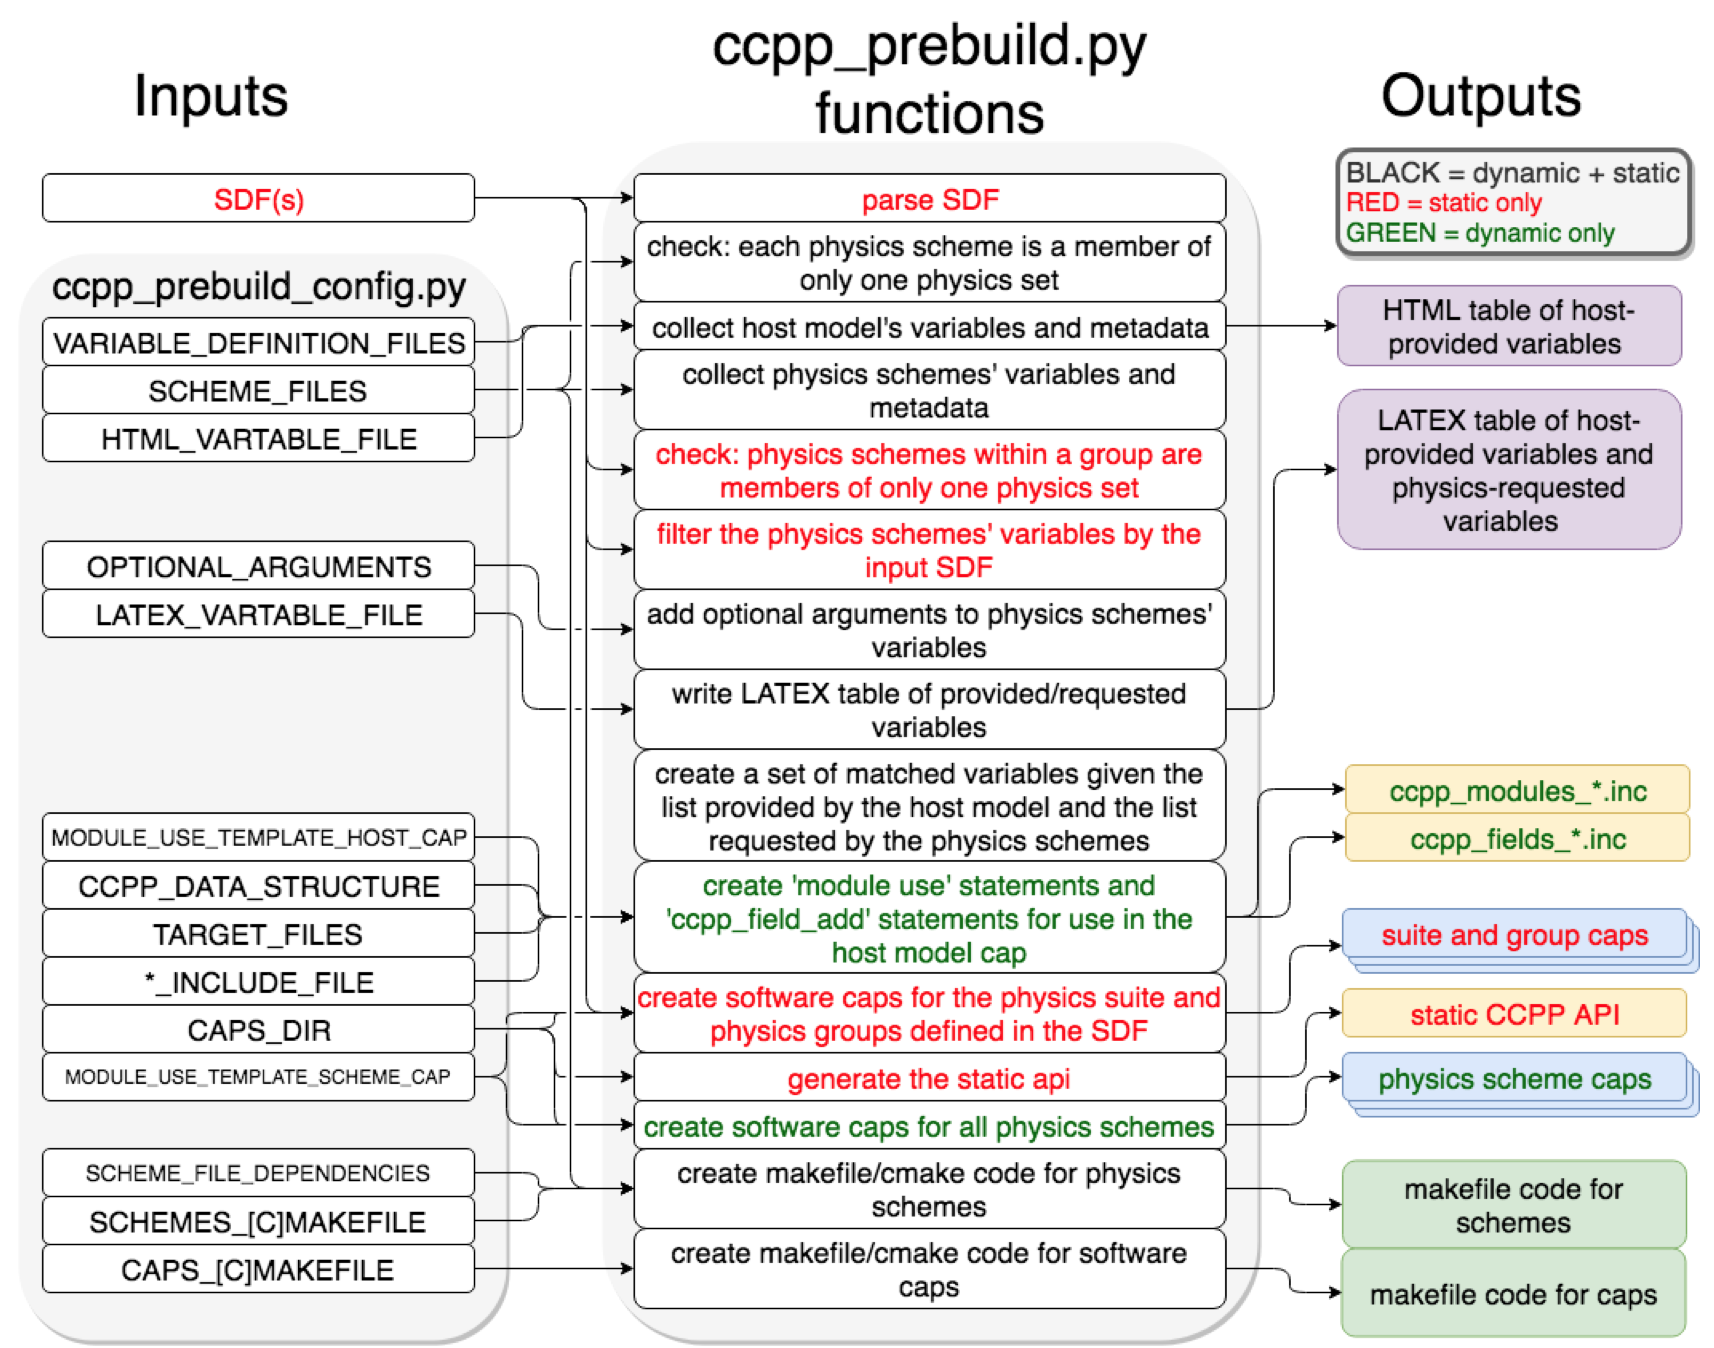 Inputs
ccpp_prebuild.py
functions
Outputs
SDF(s)
ccpp_prebuild_config.py
VARIABLE_DEFINITION_FILES
SCHEME_FILES
HTML_VARTABLE_FILE
OPTIONAL_ARGUMENTS
LATEX_VARTABLE_FILE
MODULE_USE_TEMPLATE_HOST_CAP
CCPP_DATA_STRUCTURE
TARGET_FILES
*_INCLUDE_FILE
CAPS_DIR
MODULE_USE_TEMPLATE_SCHEME_CAP
SCHEME_FILE_DEPENDENCIES
SCHEMES_[C]MAKEFILE
CAPS_[C]MAKEFILE
parse SDF
check: each physics scheme is a member of
only one physics set
collect host model's variables and metadata
collect physics schemes' variables and
metadata
check: physics schemes within a group are
members of only one physics set
filter the physics schemes' variables by the
input SDF
add optional arguments to physics schemes'
variables
write LATEX table of provided/requested
variables
create a set of matched variables given the
list provided by the host model and the list
requested by the physics schemes
create 'module use' statements and
'ccpp_field_add' statements for use in the
host model cap
create software caps for the physics suite and
physics groups defined in the SDF
generate the static api
create software caps for all physics schemes
create makefile/cmake code for physics
schemes
create makefile/cmake code for software
caps
BLACK = dynamic + static
RED = static only
GREEN = dynamic only
HTML table of host-
provided variables
LATEX table of host-
provided variables and
physics-requested
variables
ccpp_modules_*.inc
ccpp_fields_*.inc
suite and group caps
static CCPP API
physics scheme caps
makefile code for
schemes
makefile code for caps